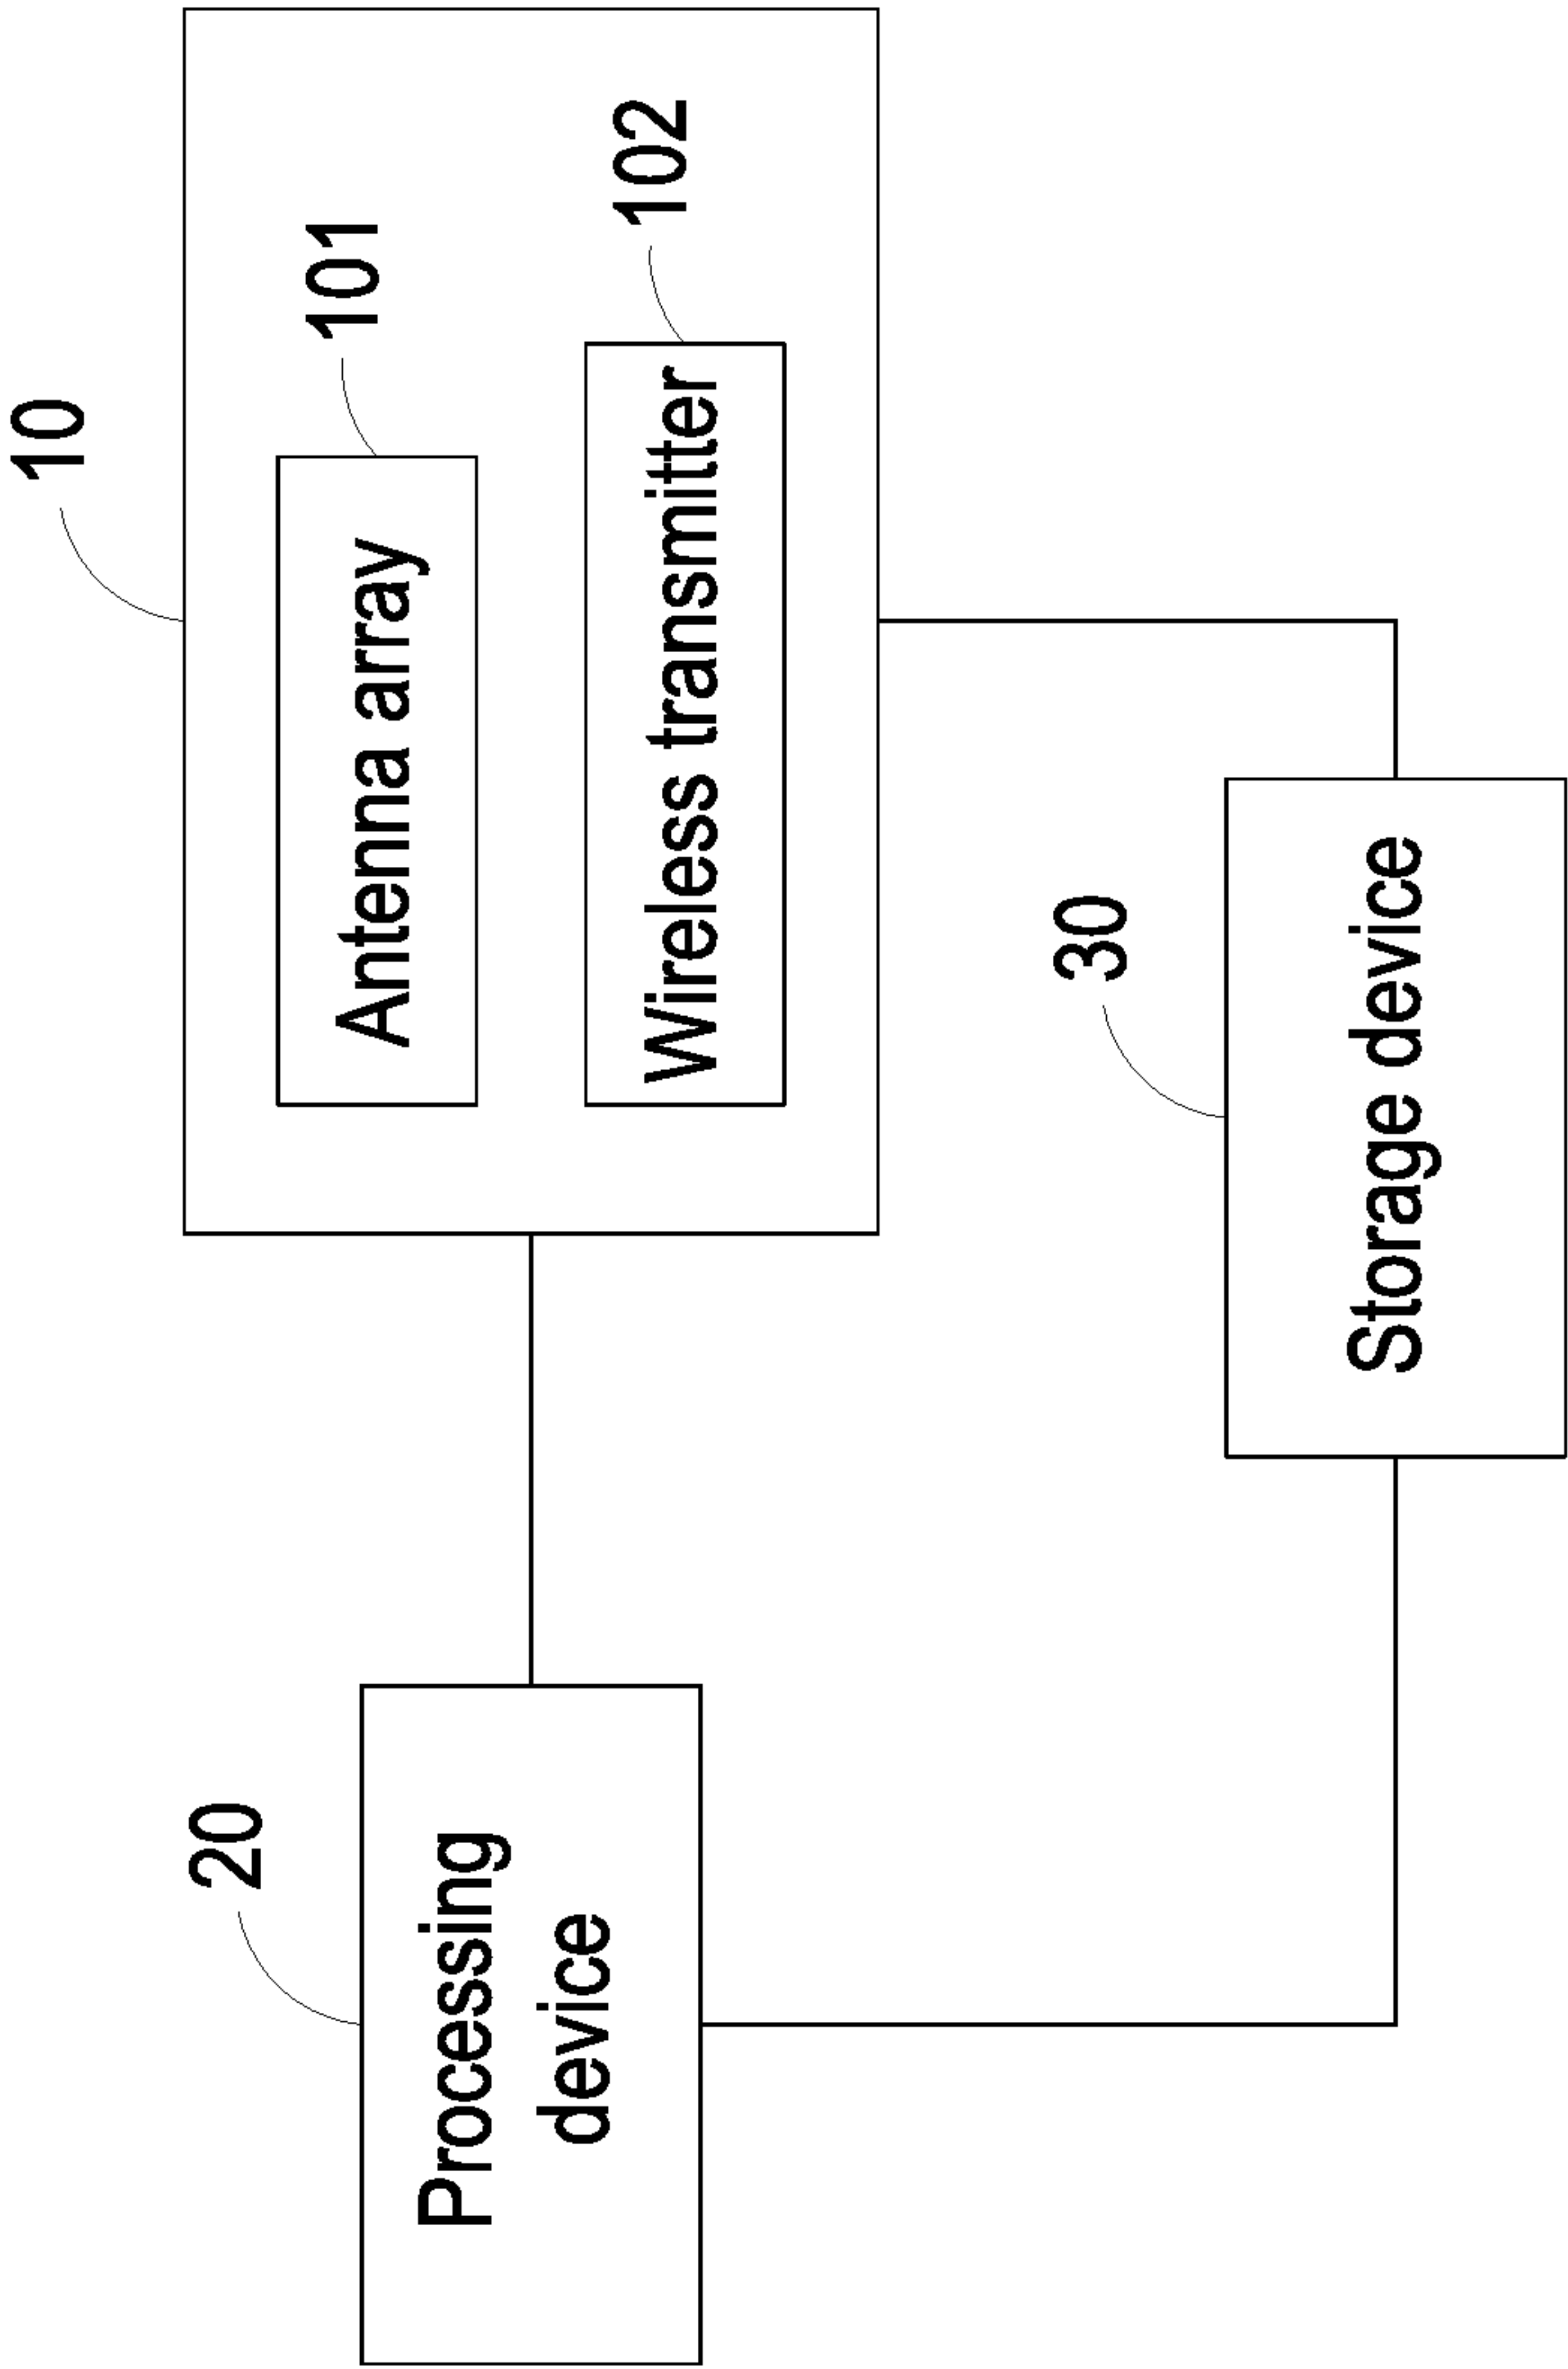 10
101
Antenna array
102
Wireless transmitter
20
Processing
device
30
Storage device